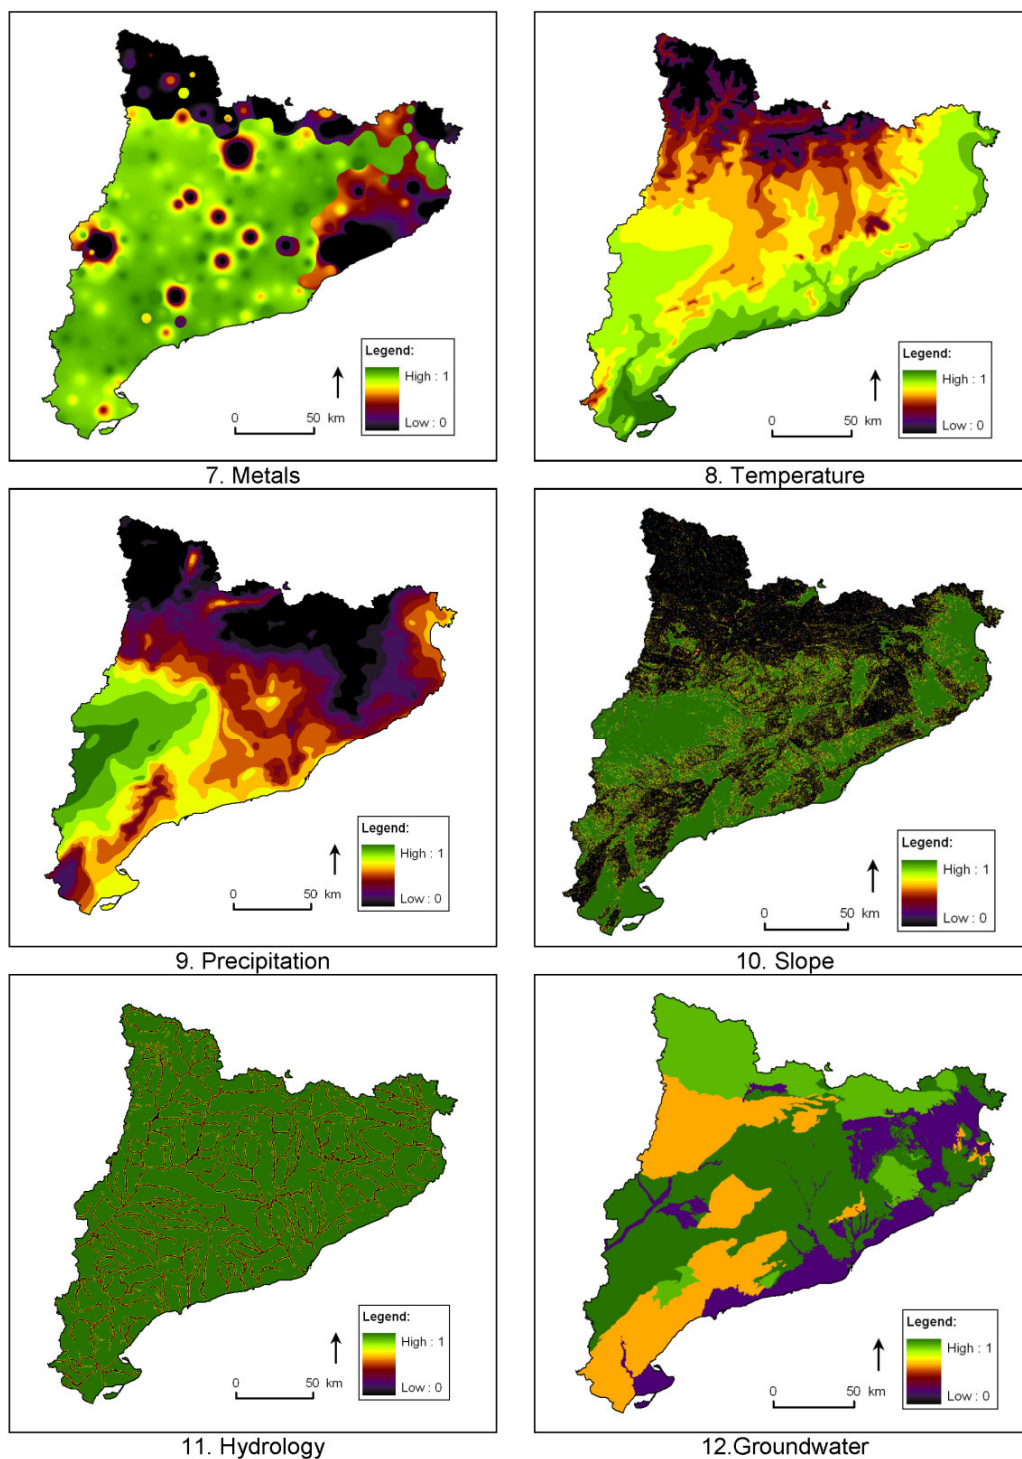 Legend:
High : 1
Low : 0
0 50 km
7. Metals
Legend:
High : 1
Low : 0
0 50 km
8. Temperature
Legend:
High : 1
Low : 0
0 50 km
9. Precipitation
Legend:
High : 1
Low : 0
0 50 km
10. Slope
Legend:
High : 1
Low : 0
0 50 km
11. Hydrology
Legend:
High : 1
Low : 0
0 50 km
12.Groundwater